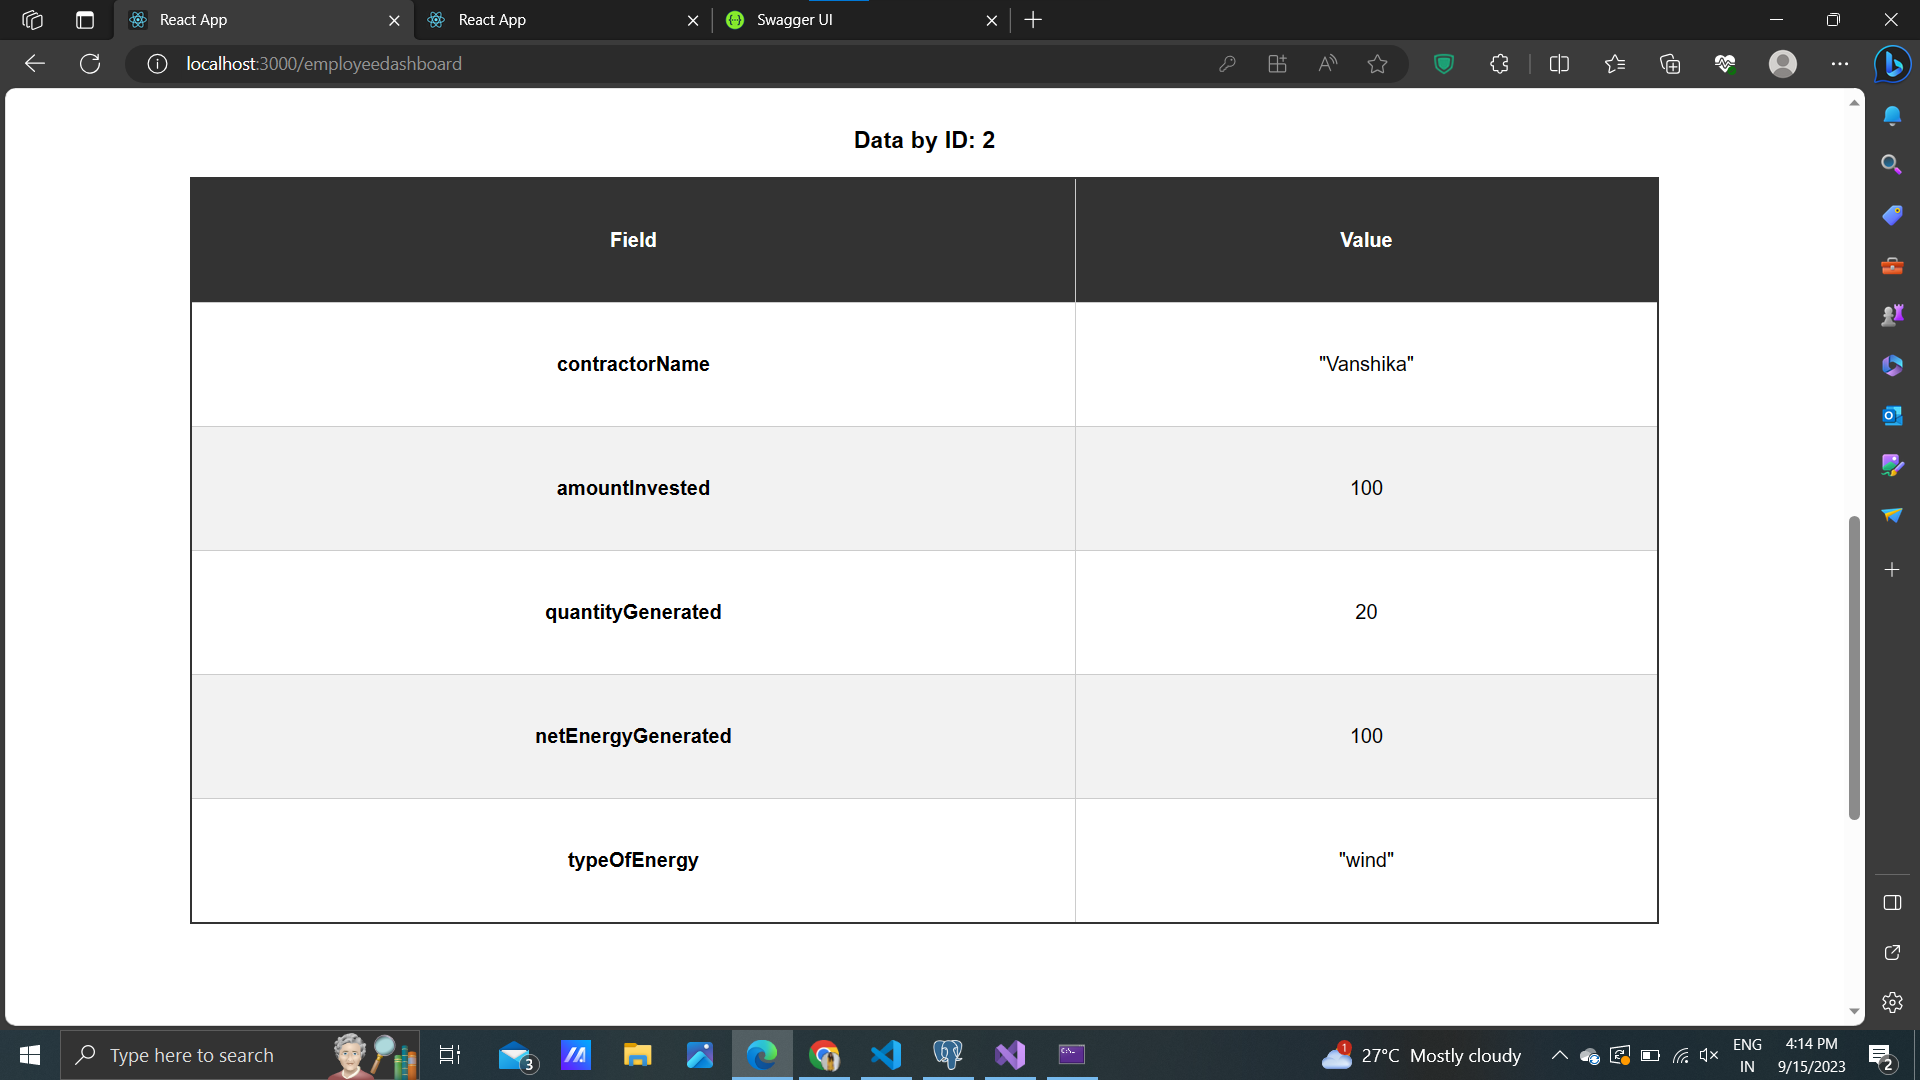 React App
React App
Swagger UI
localhost:3000/employeedashboard
Data by ID: 2
Field Value
contractorName "Vanshika"
amountInvested 100
quantityGenerated 20
netEnergyGenerated 100
typeOfEnergy "wind"
Type here to search
3
1
27°C Mostly cloudy
ENG
IN
4:14 PM
9/15/2023
2